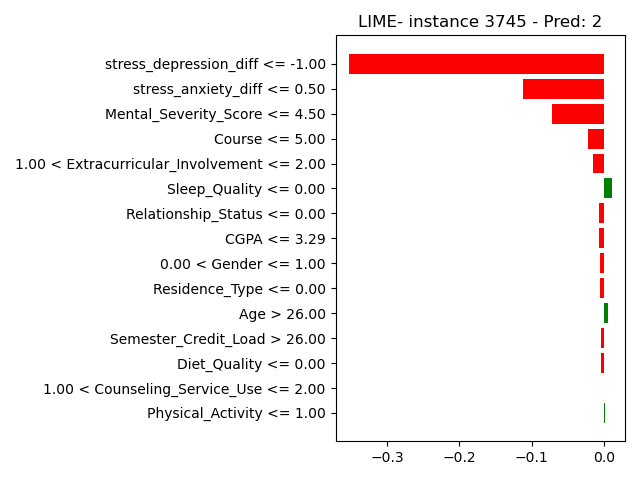 LIME- instance 3745 - Pred: 2
stress_depression_diff <= -1.00
stress_anxiety_diff <= 0.50
Mental_Severity_Score <= 4.50
Course <= 5.00
1.00 < Extracurricular_Involvement <= 2.00
Sleep_Quality <= 0.00
Relationship_Status <= 0.00
CGPA <= 3.29
0.00 < Gender <= 1.00
Residence_Type <= 0.00
Age > 26.00
Semester_Credit_Load > 26.00
Diet_Quality <= 0.00
1.00 < Counseling_Service_Use <= 2.00
Physical_Activity <= 1.00
−0.3 −0.2 −0.1 0.0